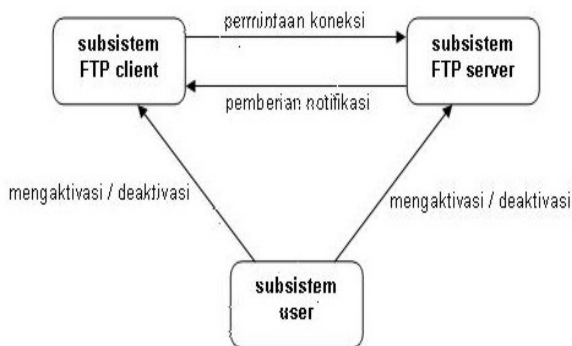 permintaan koneksi
subsistem
FTP client
subsistem
FTP server
pemberian notifikasi
mengaktivasi / deaktivasi
mengaktivasi / deaktivasi
subsistem
user